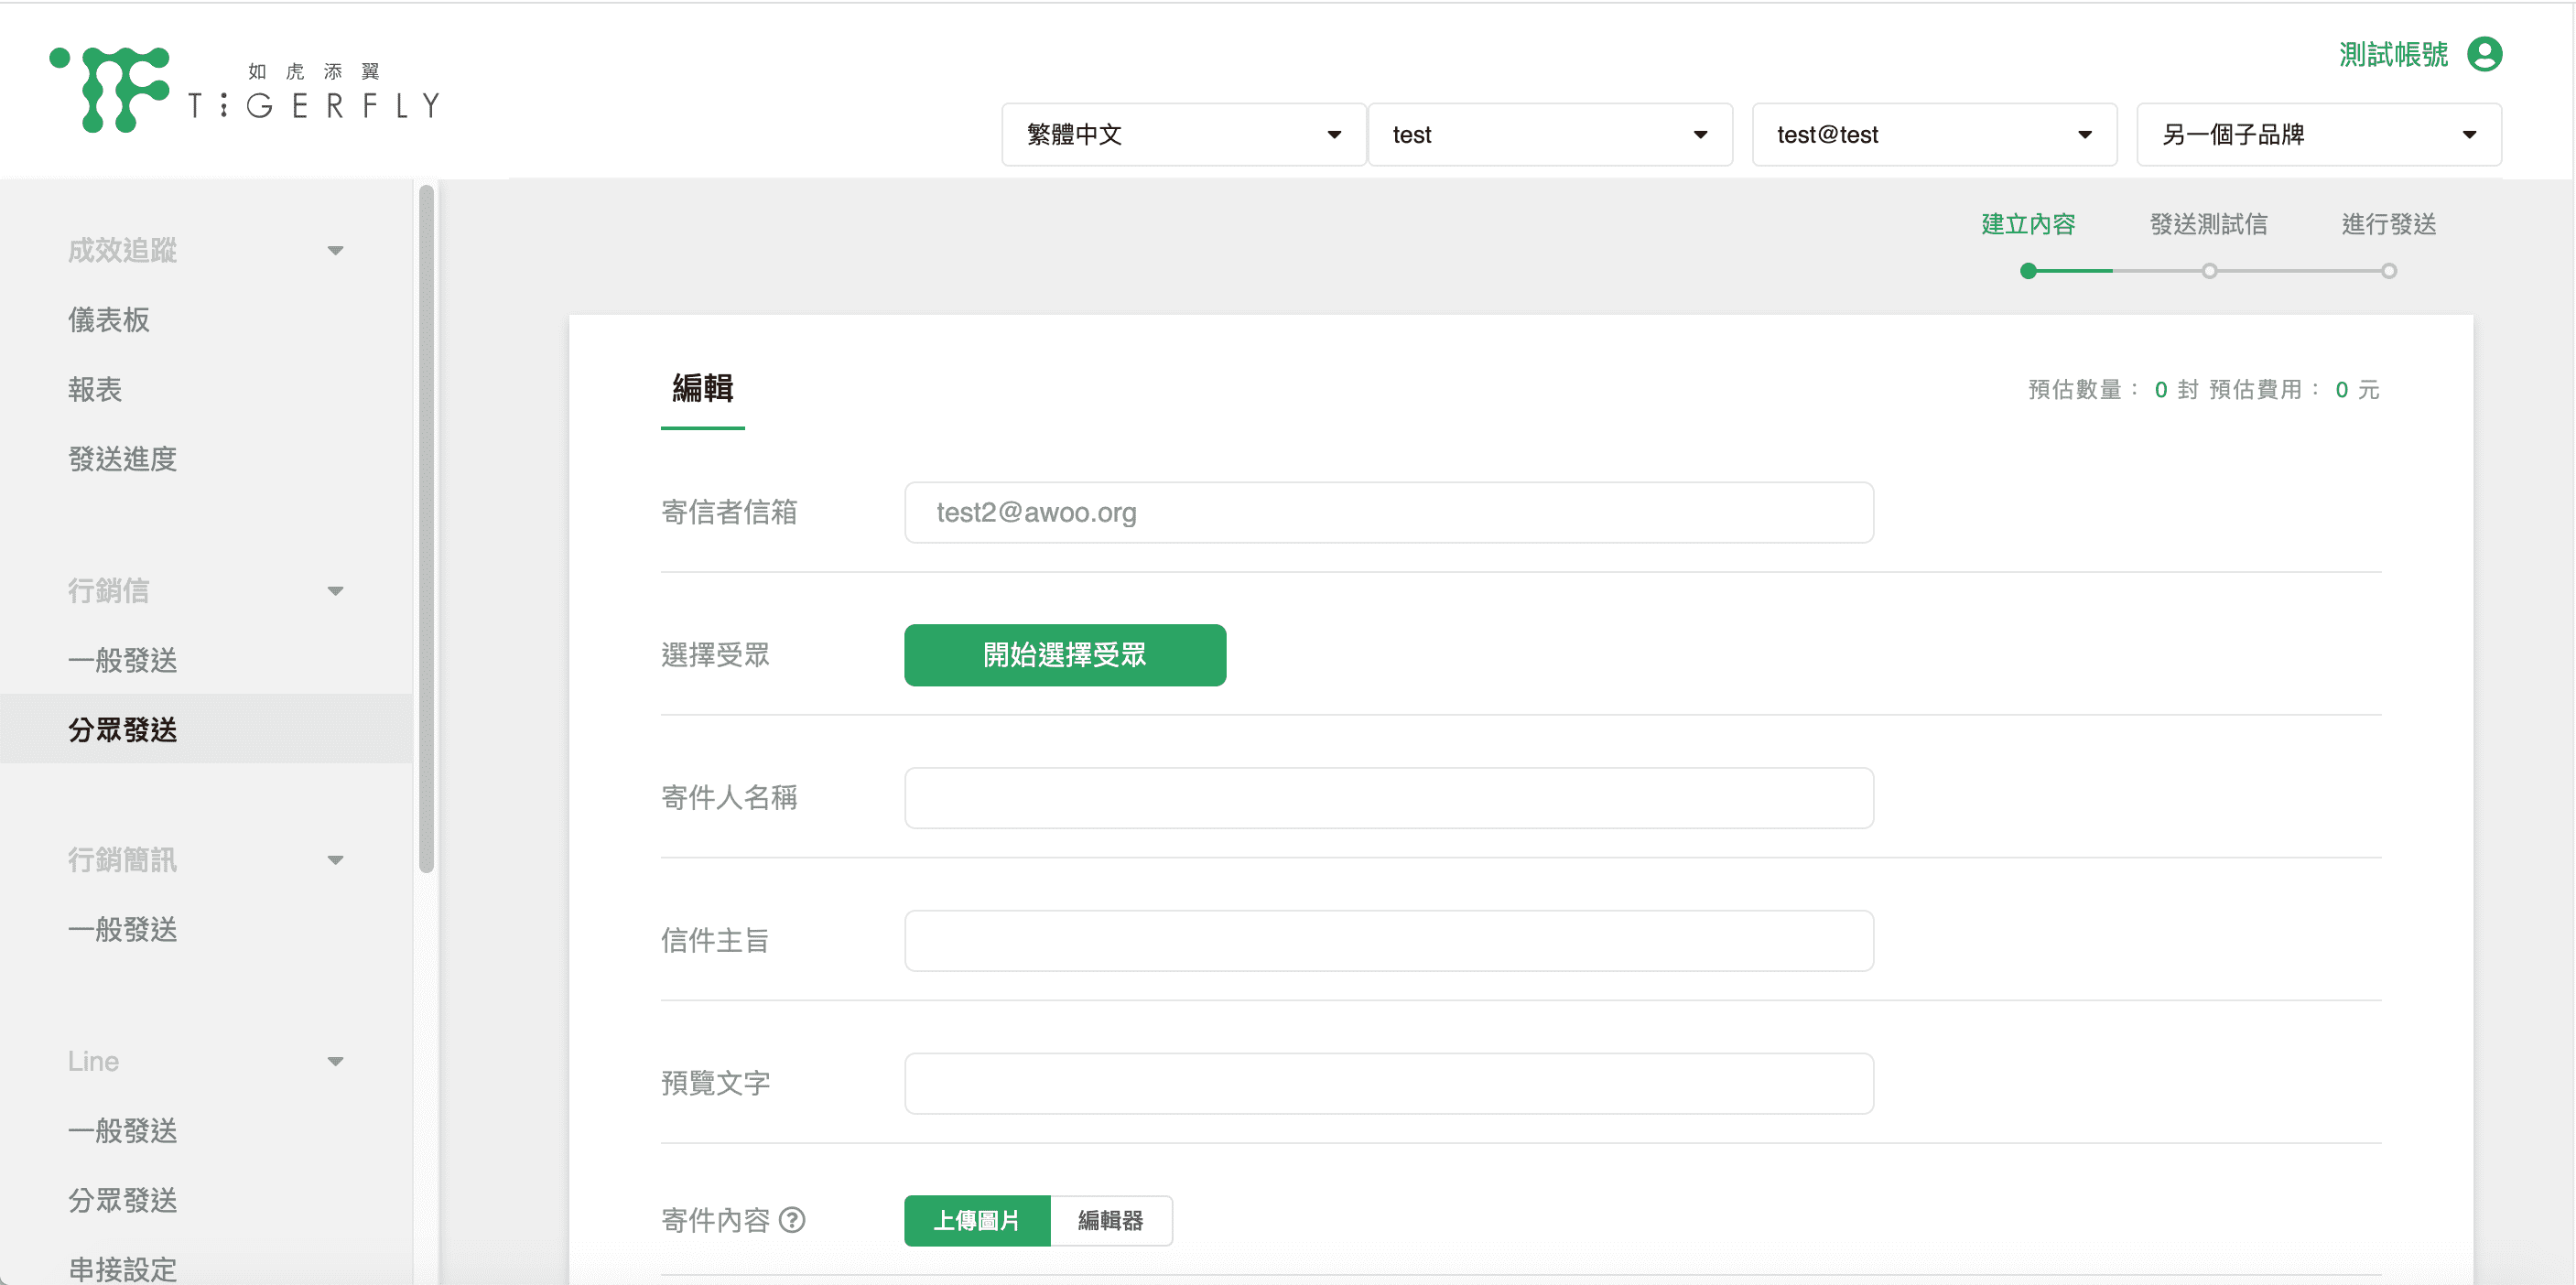 如虎添翼
TIGERFLY
測試帳號
繁體中文
test
test@test
另一個子品牌
成效追蹤
儀表板
報表
發送進度
行銷信
一般發送
分眾發送
行銷簡訊
一般發送
Line
一般發送
分眾發送
串接設定
建立內容
發送測試信
進行發送
編輯
預估數量： 0 封 預估費用： 0 元
寄信者信箱
test2@awoo.org
選擇受眾
開始選擇受眾
寄件人名稱
信件主旨
預覽文字
寄件內容 ?
上傳圖片
編輯器